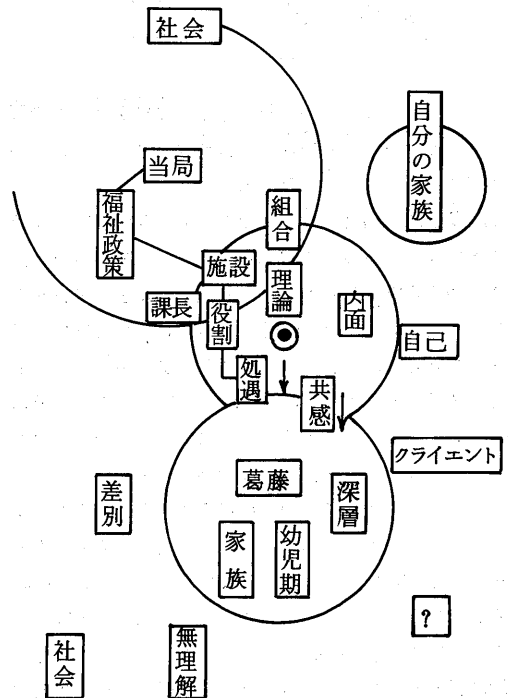 社会
自分の家族
当局
福祉政策
組合
施設
理論
課長
役割
内面
自己
処遇
共感
クライエント
葛藤
深層
差別
家族
幼児期
?
社会
無理解